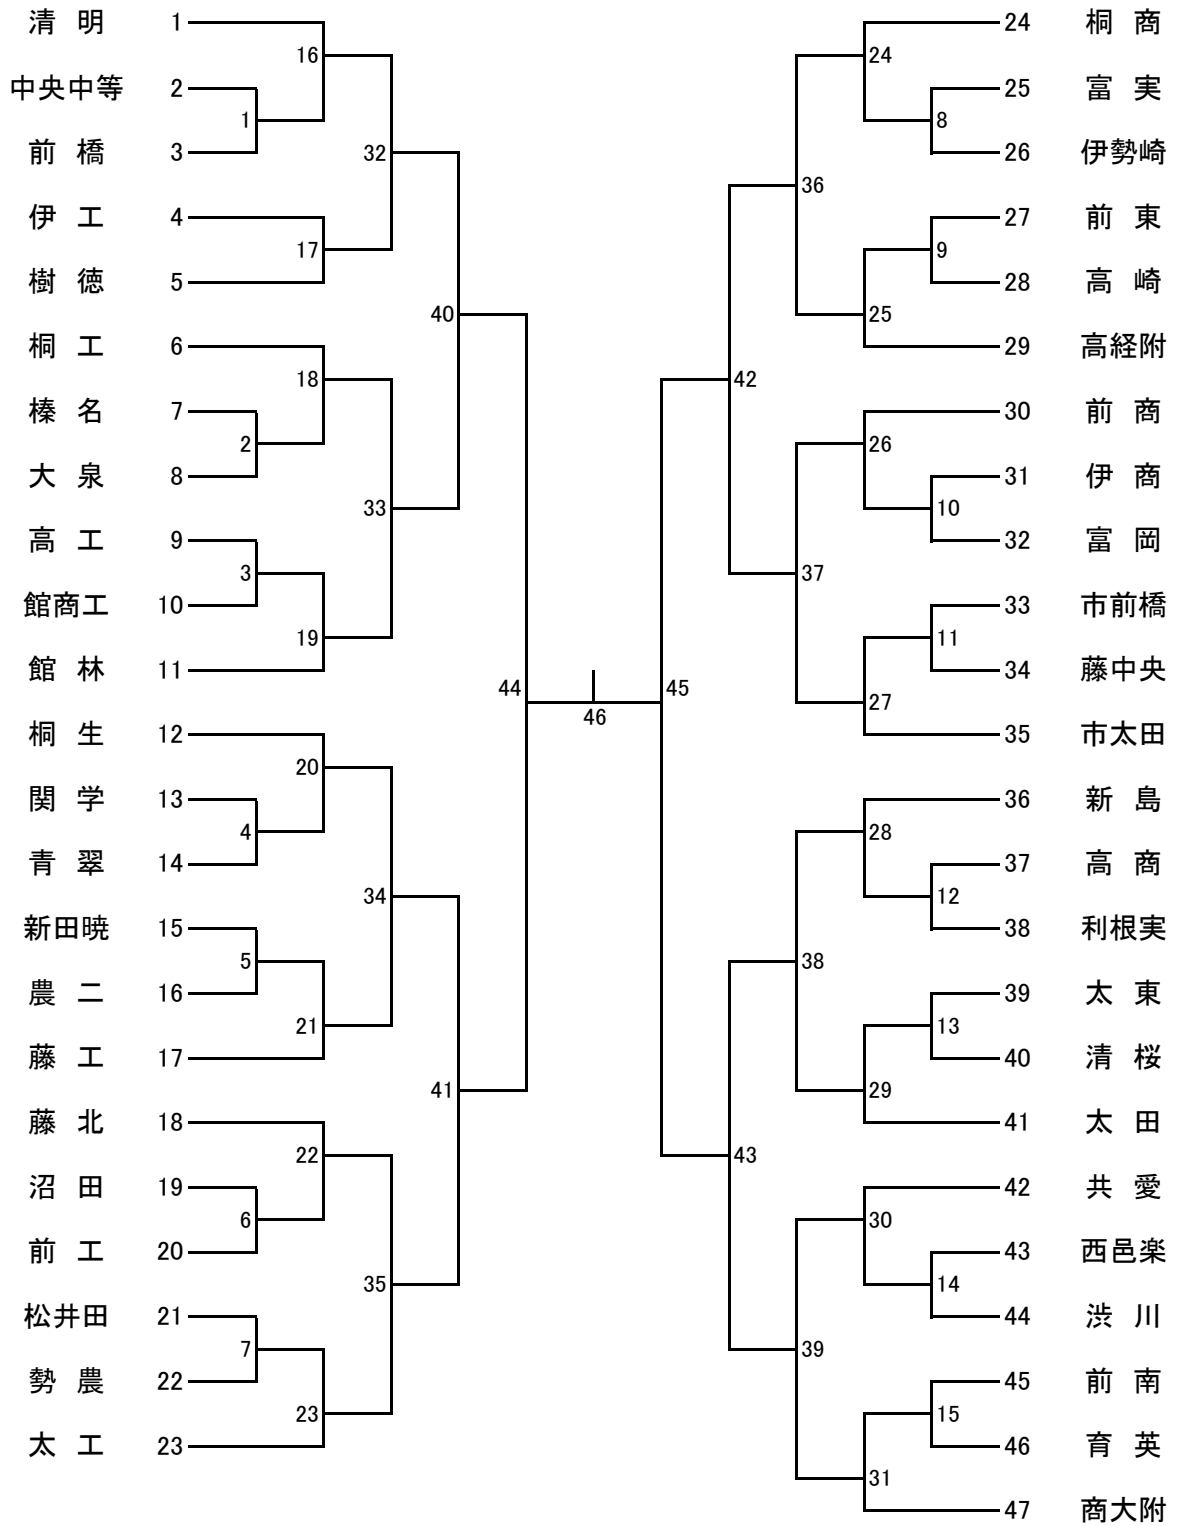 清 明 1
16
中央中等 2
1
前 橋 3
32
伊 工 4
17
樹 徳 5
40
桐 工 6
18
榛 名 7
2
大 泉 8
33
高 工 9
3
館商工 10
19
館 林 11
44
桐 生 12
20
関 学 13
4
青 翠 14
34
新田暁 15
5
農 二 16
21
藤 工 17
41
藤 北 18
22
沼 田 19
6
前 工 20
35
松井田 21
7
勢 農 22
23
太 工 23
46
24 桐 商
24
25 富 実
8
26 伊勢崎
36
27 前 東
9
28 高 崎
25
29 高経附
42
30 前 商
26
31 伊 商
10
32 富 岡
37
33 市前橋
11
34 藤中央
45
27
35 市太田
36 新 島
28
37 高 商
12
38 利根実
38
39 太 東
13
40 清 桜
29
41 太 田
43
42 共 愛
30
43 西邑楽
14
44 渋 川
39
45 前 南
15
46 育 英
31
47 商大附